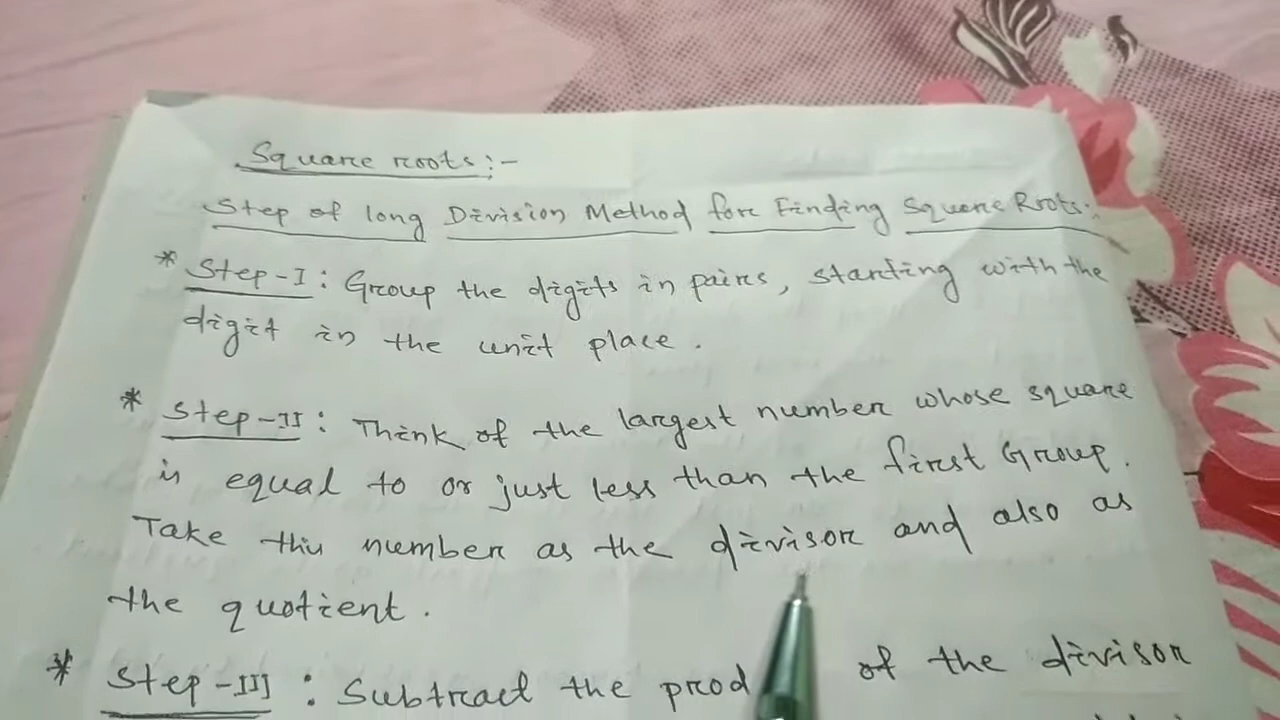 Square roots :-
Step of long Division Method for Finding Square Roots:
* Step-I : Group the digits in pairs, starting with the
digit in the unit place.
* Step-II : Think of the largest number whose square
is equal to or just less than the first Group.
Take this number as the divisor and also as
the quotient.
* Step-III : Subtract the prod of the divisor